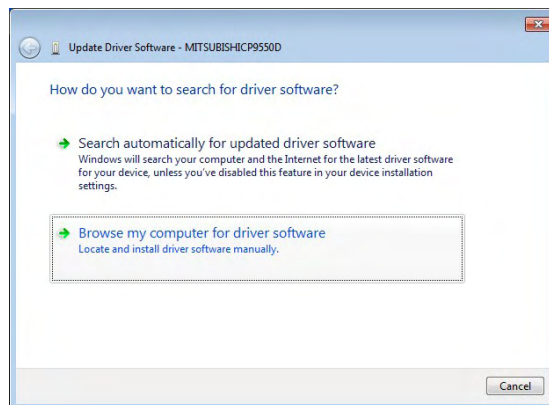 Update Driver Software - MITSUBISHICP9550D
How do you want to search for driver software?
Search automatically for updated driver software
Windows will search your computer and the Internet for the latest driver software
for your device, unless you've disabled this feature in your device installation
settings.
Browse my computer for driver software
Locate and install driver software manually.
Cancel